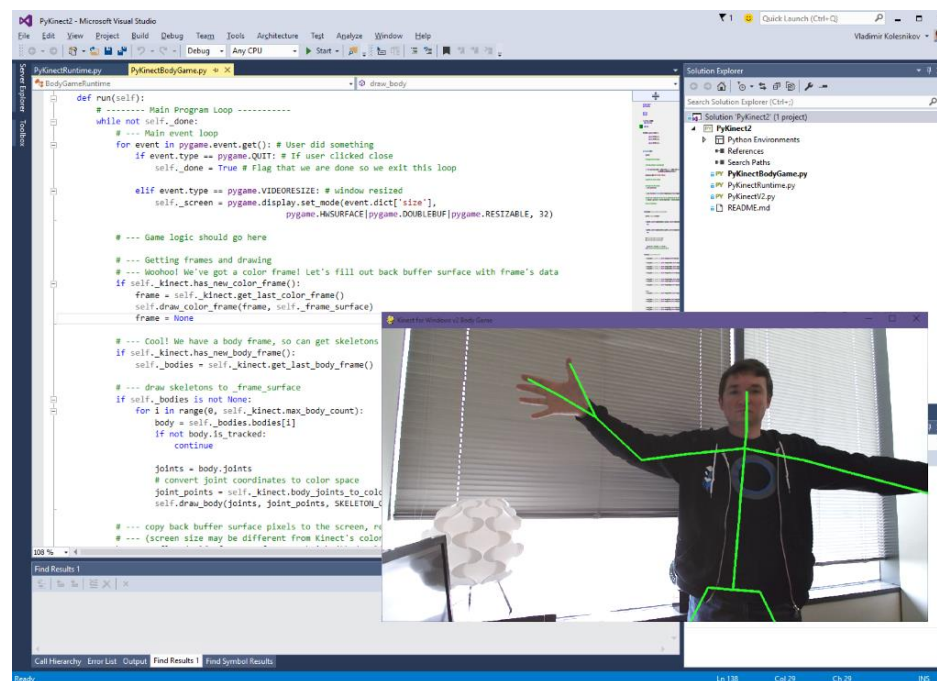 PyKinect2 - Microsoft Visual Studio
1
Quick Launch (Ctrl+Q)
File Edit View Project Build Debug Team Tools Architecture Test Analyze Window Help
Vladimir Kolesnikov
Debug Any CPU Start
Server Explorer
Toolbox
PyKinectRuntime.py PyKinectBodyGame.py
BodyGameRuntime draw_body
def run(self):
# -------- Main Program Loop -----------
while not self._done:
# --- Main event loop
for event in pygame.event.get(): # User did something
if event.type == pygame.QUIT: # If user clicked close
self._done = True # Flag that we are done so we exit this loop
elif event.type == pygame.VIDEORESIZE: # window resized
self._screen = pygame.display.set_mode(event.dict['size'],
pygame.HWSURFACE|pygame.DOUBLEBUF|pygame.RESIZABLE, 32)
# --- Game logic should go here
# --- Getting frames and drawing
# --- Woohoo! We've got a color frame! Let's fill out back buffer surface with frame's data
if self._kinect.has_new_color_frame():
frame = self._kinect.get_last_color_frame()
self.draw_color_frame(frame, self._frame_surface)
frame = None
# --- Cool! We have a body frame, so can get skeletons
if self._kinect.has_new_body_frame():
self._bodies = self._kinect.get_last_body_frame()
# --- draw skeletons to _frame_surface
if self._bodies is not None:
for i in range(0, self._kinect.max_body_count):
body = self._bodies.bodies[i]
if not body.is_tracked:
continue
joints = body.joints
# convert joint coordinates to color space
joint_points = self._kinect.body_joints_to_colo
self.draw_body(joints, joint_points, SKELETON_C
# --- copy back buffer surface pixels to the screen, re
# --- (screen size may be different from Kinect's color
108 %
Solution Explorer
Search Solution Explorer (Ctrl+;)
Solution 'PyKinect2' (1 project)
PyKinect2
Python Environments
References
Search Paths
PyKinectBodyGame.py
PyKinectRuntime.py
PyKinectV2.py
README.md
Kinect for Windows v2 Body Game
Find Results 1
Call Hierarchy Error List Output Find Results 1 Find Symbol Results
Ready Ln 138 Col 29 Ch 29 INS